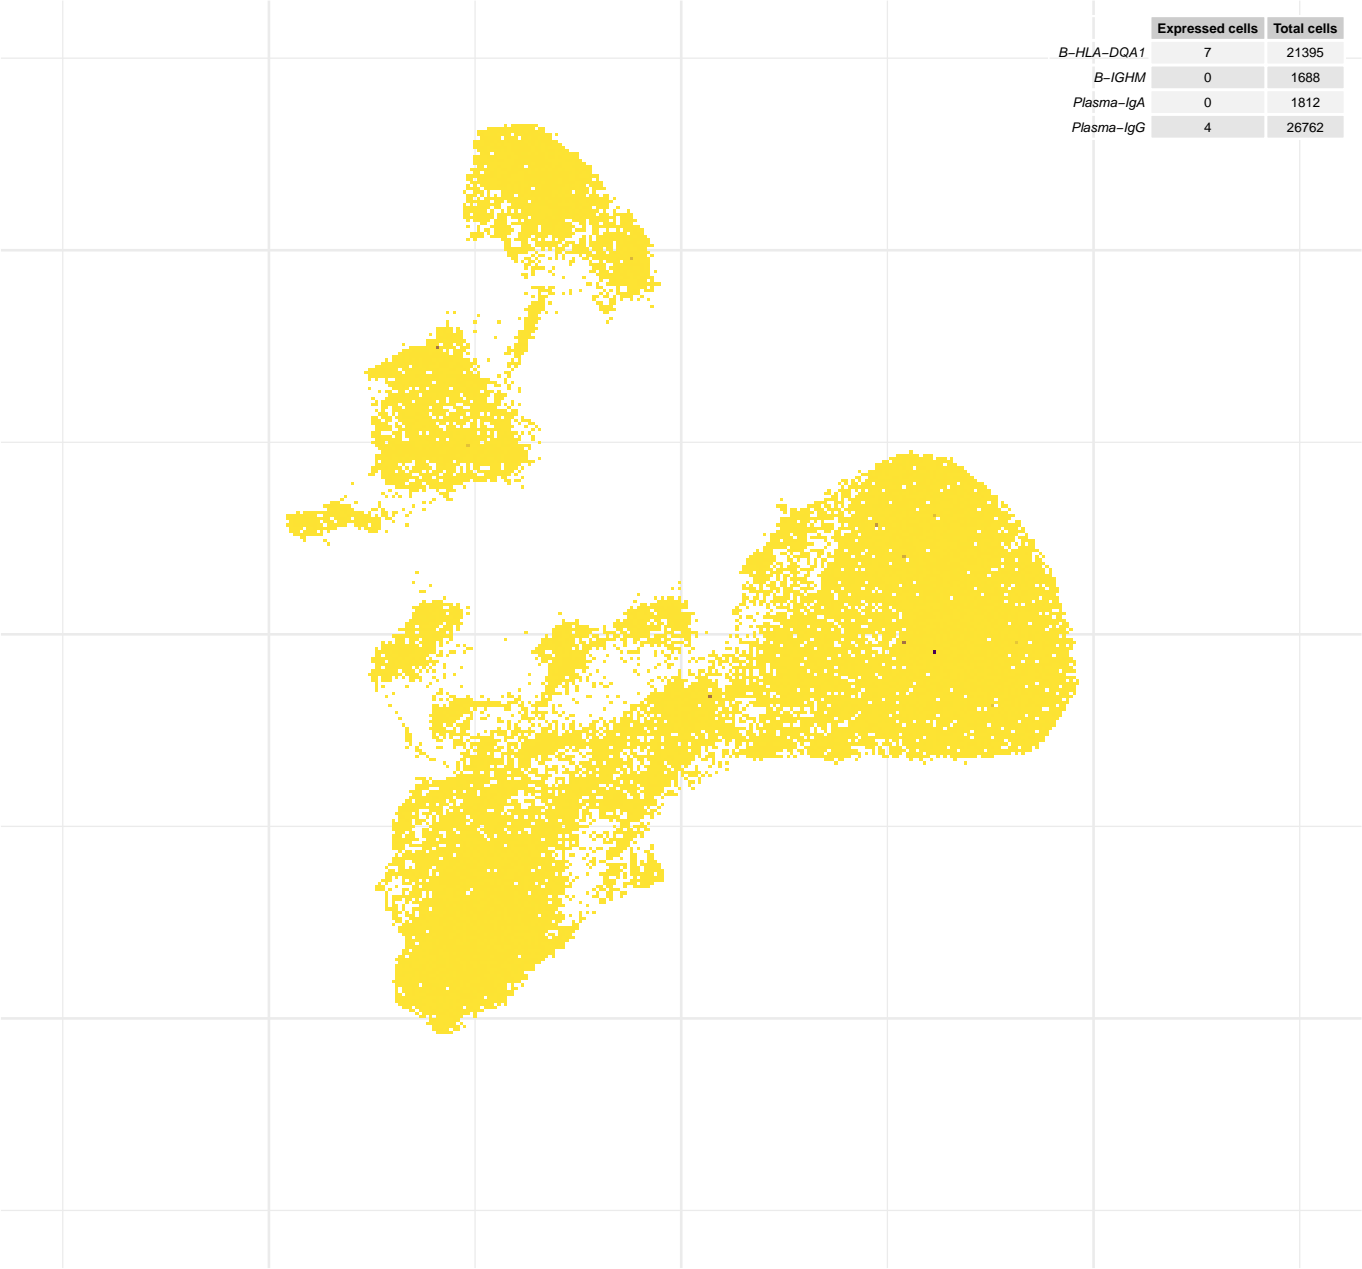 Expressed cells Total cells
B−HLA−DQA1 7 21395
B−IGHM 0 1688
Plasma−IgA 0 1812
Plasma−IgG 4 26762